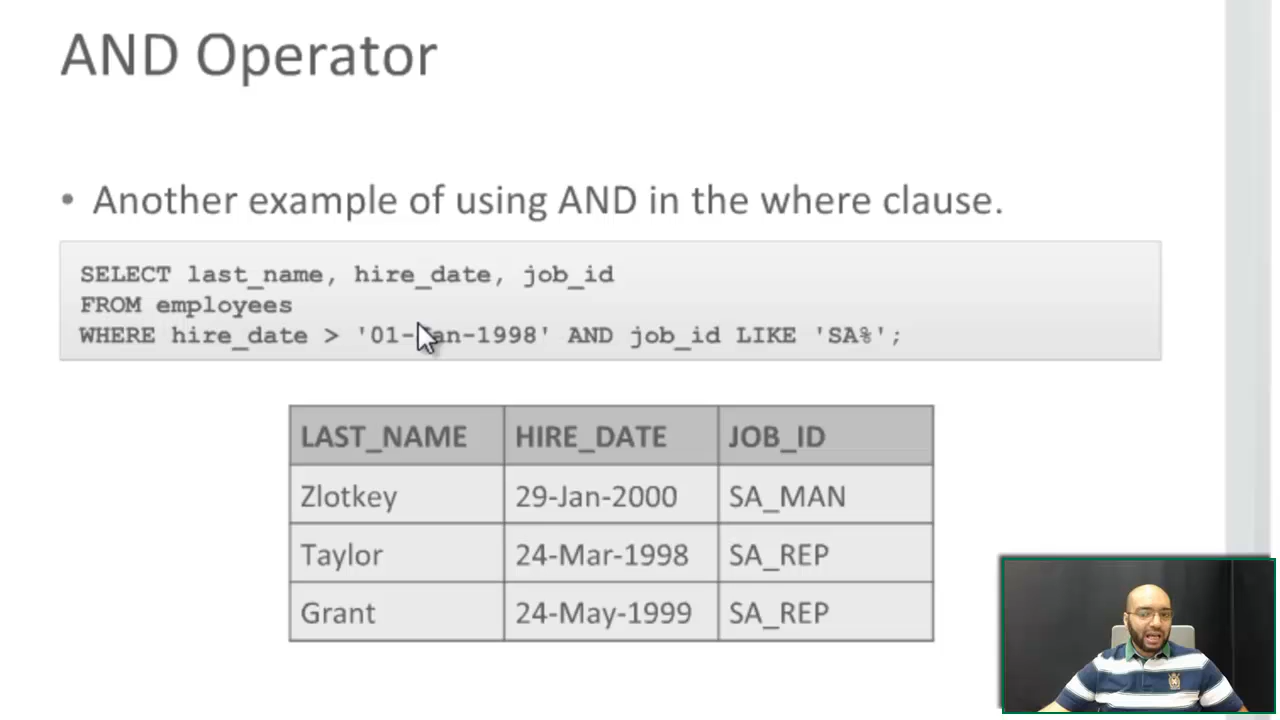 AND Operator
• Another example of using AND in the where clause.
SELECT last_name, hire_date, job_id
FROM employees
WHERE hire_date > '01-Jan-1998' AND job_id LIKE 'SA%';
LAST_NAME HIRE_DATE JOB_ID
Zlotkey 29-Jan-2000 SA_MAN
Taylor 24-Mar-1998 SA_REP
Grant 24-May-1999 SA_REP